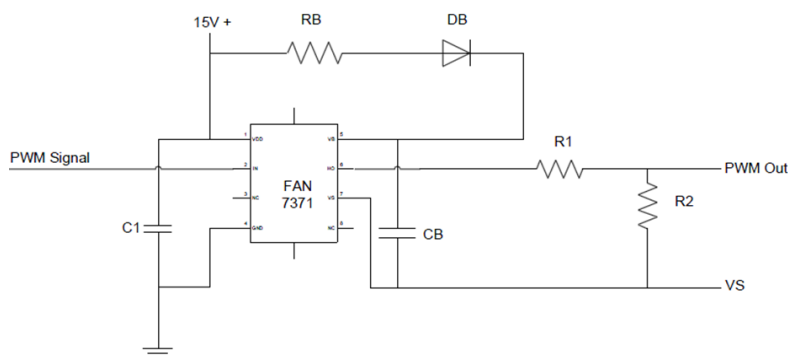 15V +
RB
DB
PWM Signal
1 VDD
2 IN
3 NC
4 GND
FAN
7371
VB 5
HO 6
VS 7
NC 8
C1
CB
R1
R2
PWM Out
VS